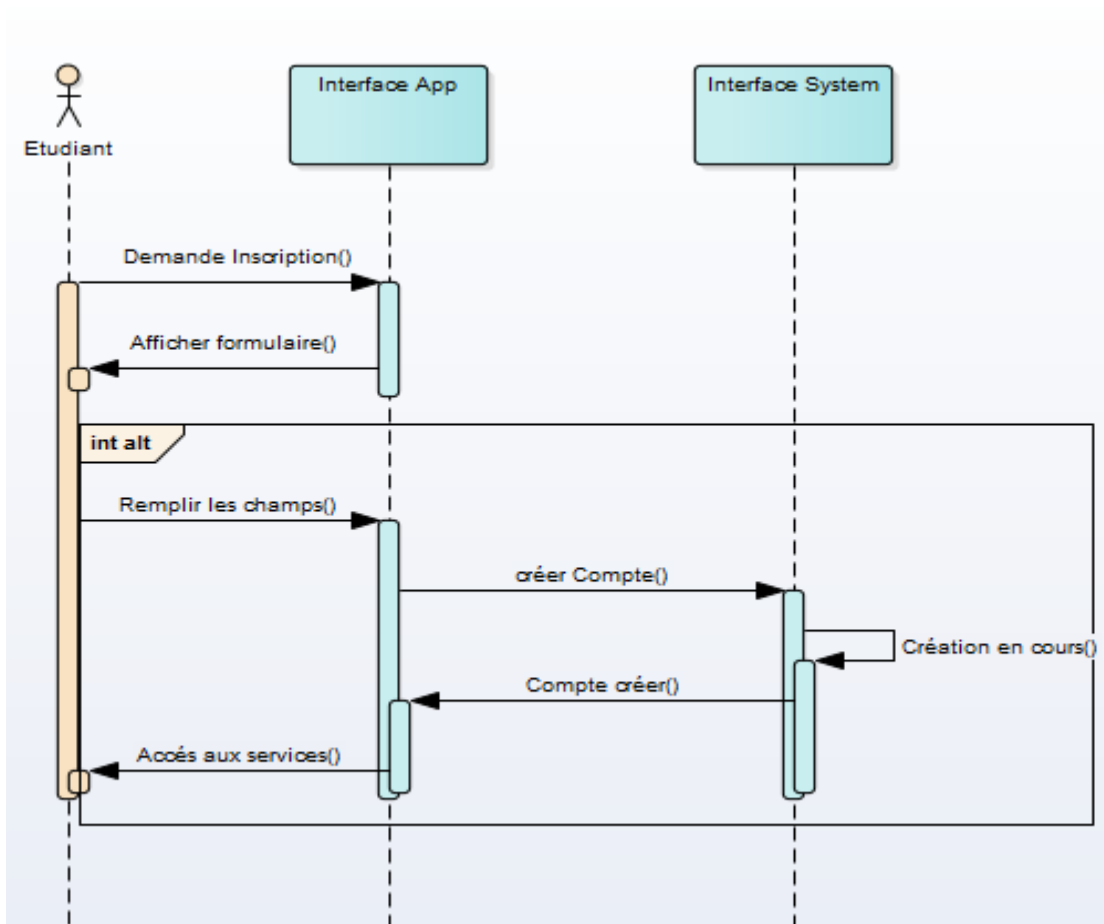 Interface App
Interface System
Etudiant
Demande Inscription()
Afficher formulaire()
int alt
Remplir les champs()
créer Compte()
Création en cours()
Compte créer()
Accés aux services()